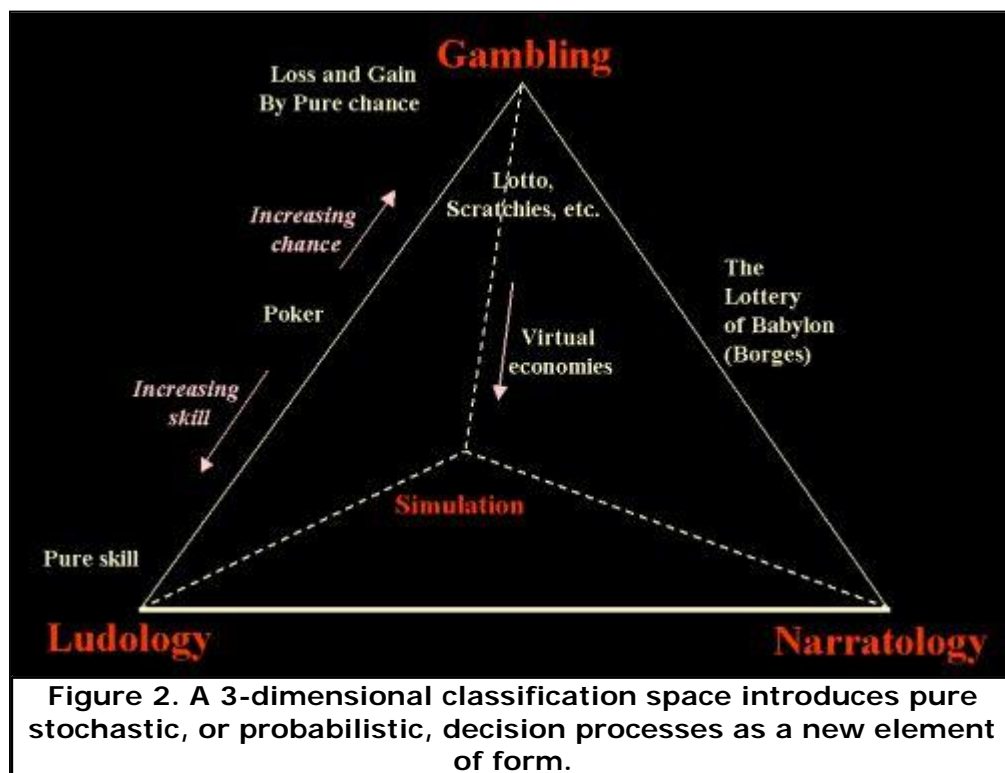 Gambling
Loss and Gain
By Pure chance
Lotto,
Scratchies, etc.
Increasing
chance
The
Lottery
of Babylon
(Borges)
Poker
Virtual
economies
Increasing
skill
Simulation
Pure skill
Ludology
Narratology
Figure 2. A 3-dimensional classification space introduces pure
stochastic, or probabilistic, decision processes as a new element
of form.